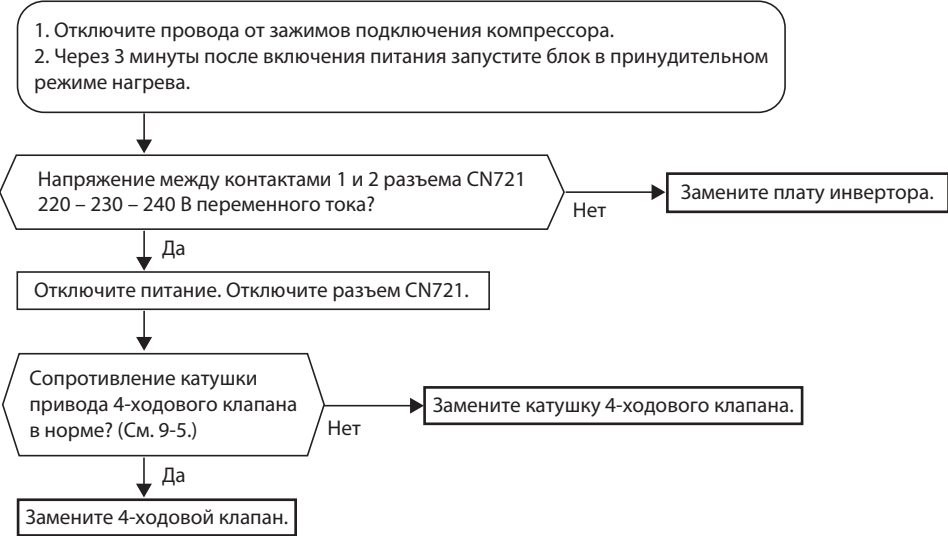 1. Отключите провода от зажимов подключения компрессора.
2. Через 3 минуты после включения питания запустите блок в принудительном
режиме нагрева.
Напряжение между контактами 1 и 2 разъема CN721
220 – 230 – 240 В переменного тока?
Нет
Замените плату инвертора.
Да
Отключите питание. Отключите разъем CN721.
Сопротивление катушки
привода 4-ходового клапана
в норме? (См. 9-5.)
Нет
Замените катушку 4-ходового клапана.
Да
Замените 4-ходовой клапан.